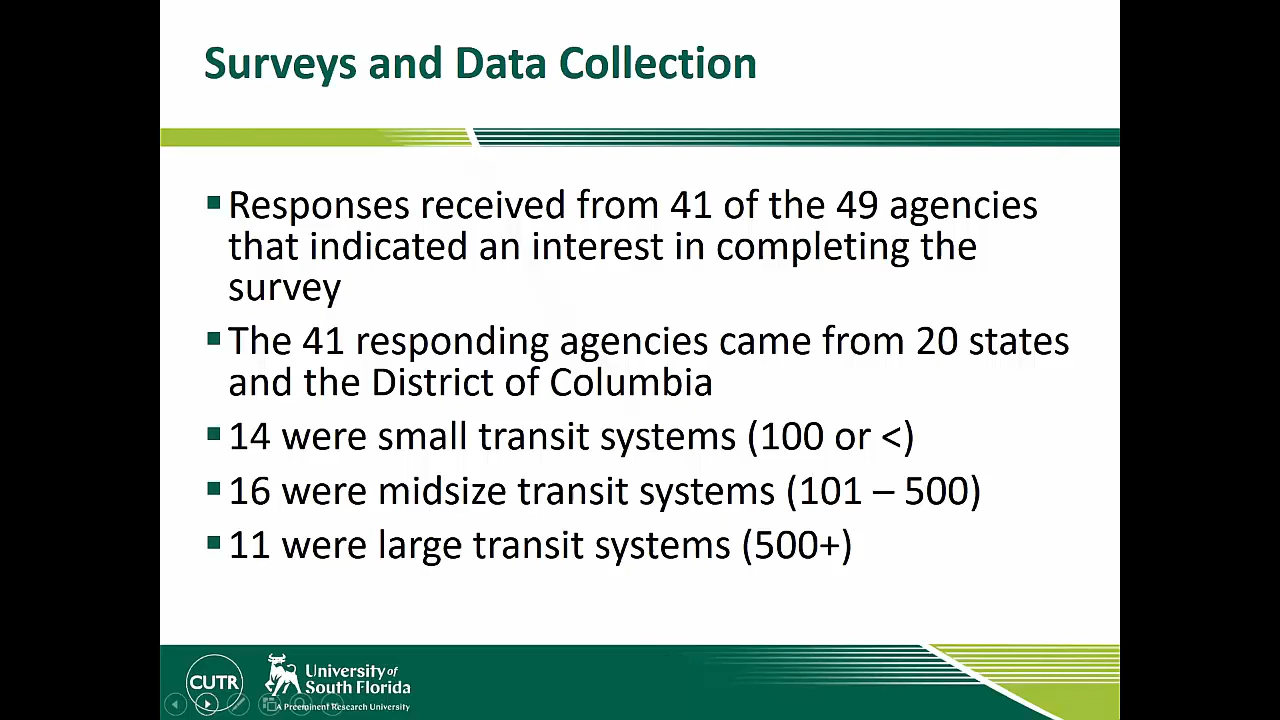 Surveys and Data Collection
Responses received from 41 of the 49 agencies
that indicated an interest in completing the
survey
The 41 responding agencies came from 20 states
and the District of Columbia
14 were small transit systems (100 or <)
16 were midsize transit systems (101 – 500)
11 were large transit systems (500+)
CUTR
University of
South Florida
A Preeminent Research University